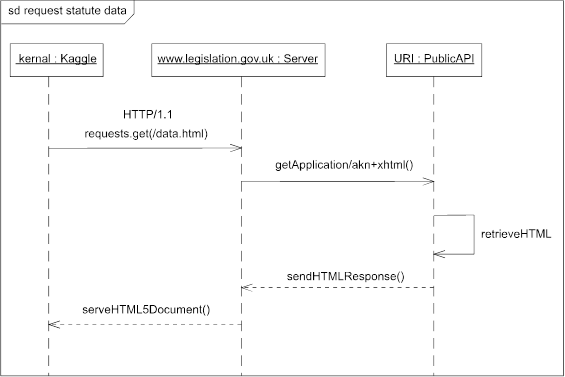 sd request statute data
kernal : Kaggle
www.legislation.gov.uk : Server
URI : PublicAPI
HTTP/1.1
requests.get(/data.html)
getApplication/akn+xhtml()
retrieveHTML
sendHTMLResponse()
serveHTML5Document()